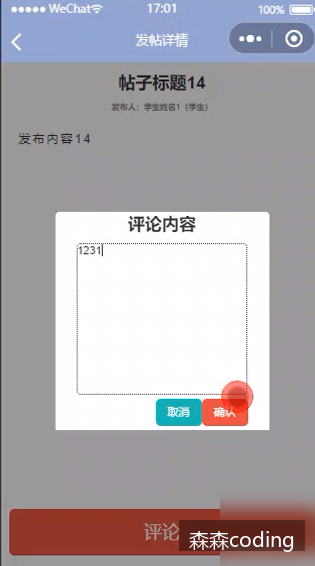 WeChat 17:01 100%
发帖详情
帖子标题14
发布人：学生姓名1（学生）
发布内容14
评论内容
1231
取消 确认
评论
森森coding